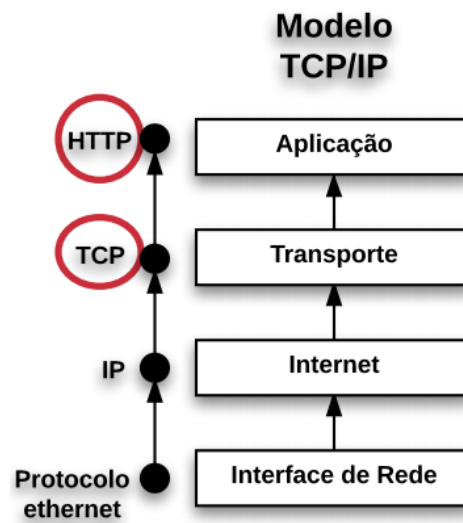 Modelo
TCP/IP
HTTP
Aplicação
TCP
Transporte
IP
Internet
Protocolo
ethernet
Interface de Rede